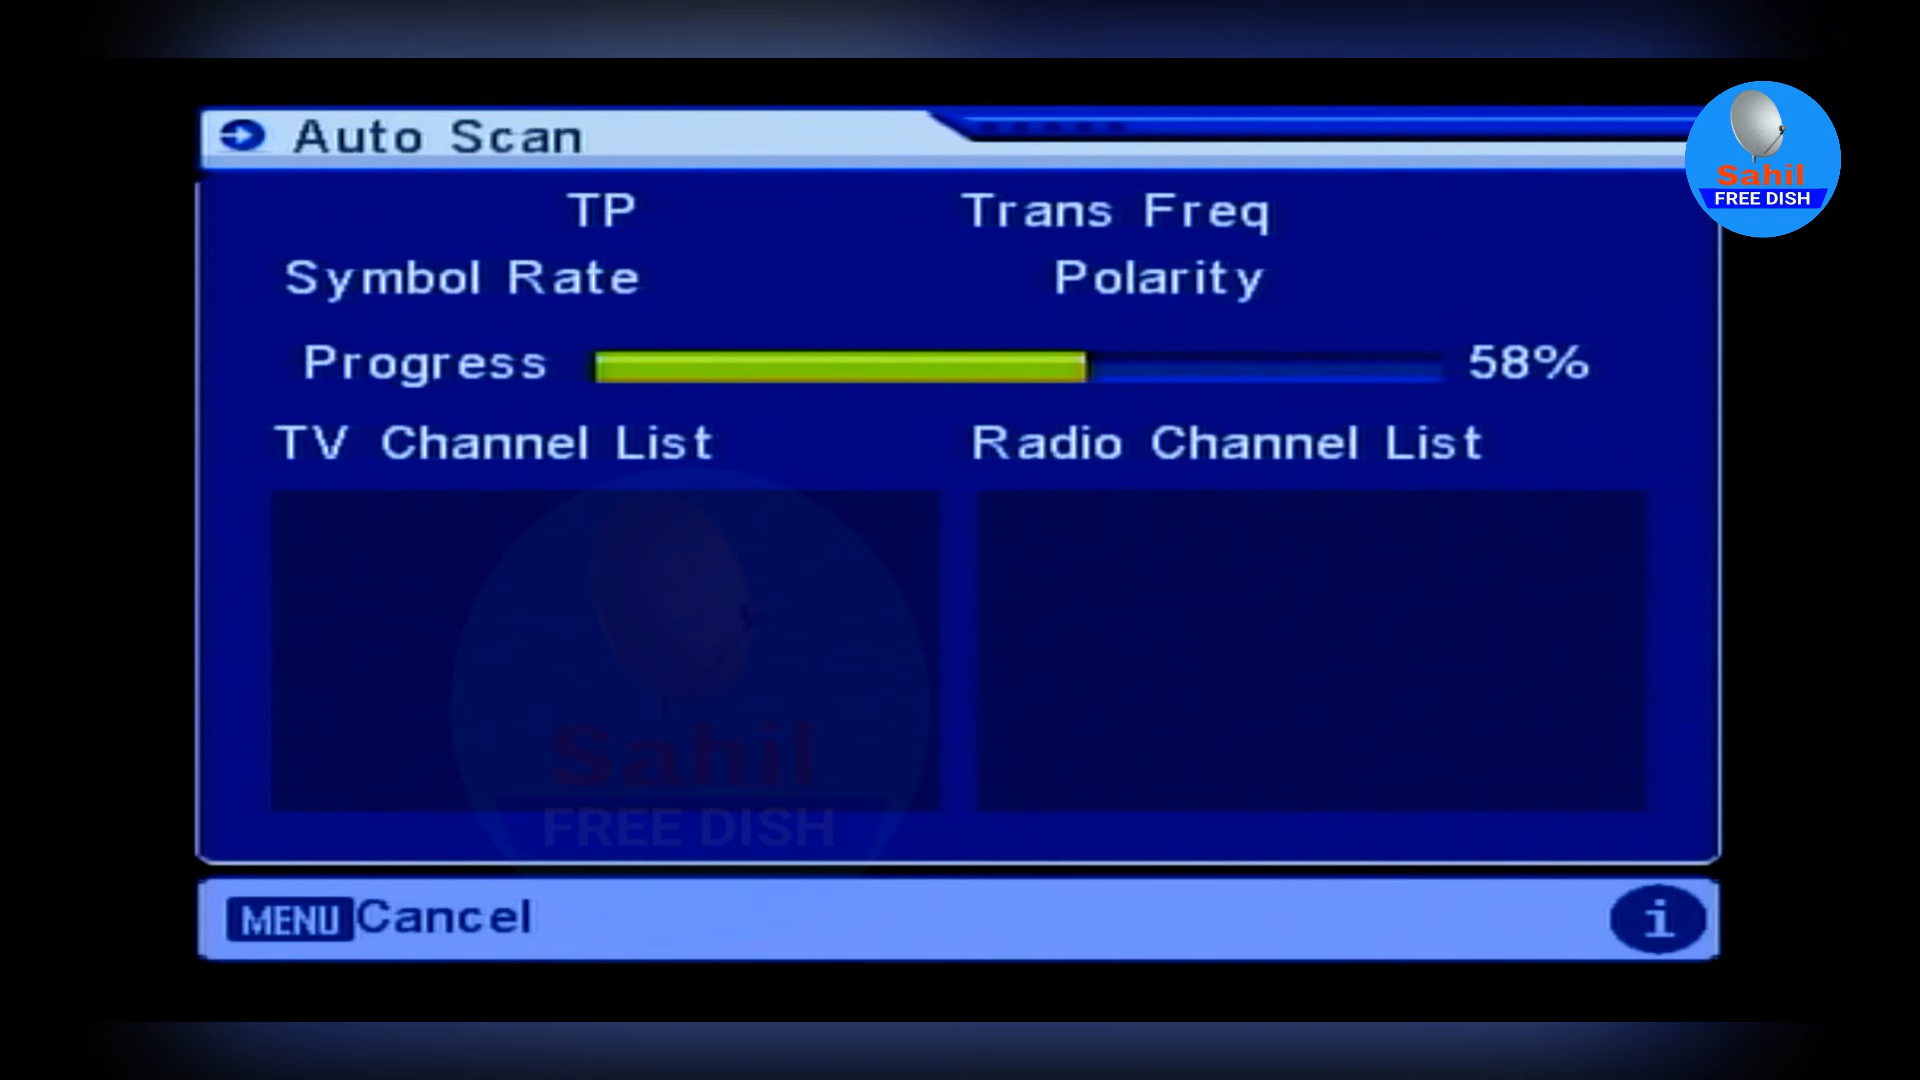 Auto Scan
Sahil
FREE DISH
TP
Trans Freq
Symbol Rate
Polarity
Progress
58%
TV Channel List
Radio Channel List
Sahil
FREE DISH
MENU Cancel
i